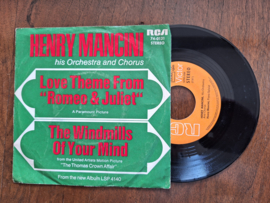 RCA
STEREO
HENRY MANCINI
his Orchestra and Chorus
Love Theme From
"Romeo & Juliet"
A Paramount Picture
The Windmills
Of Your Mind
from the United Artists Motion Picture
"The Thomas Crown Affair"
From the new Album LSP 4140